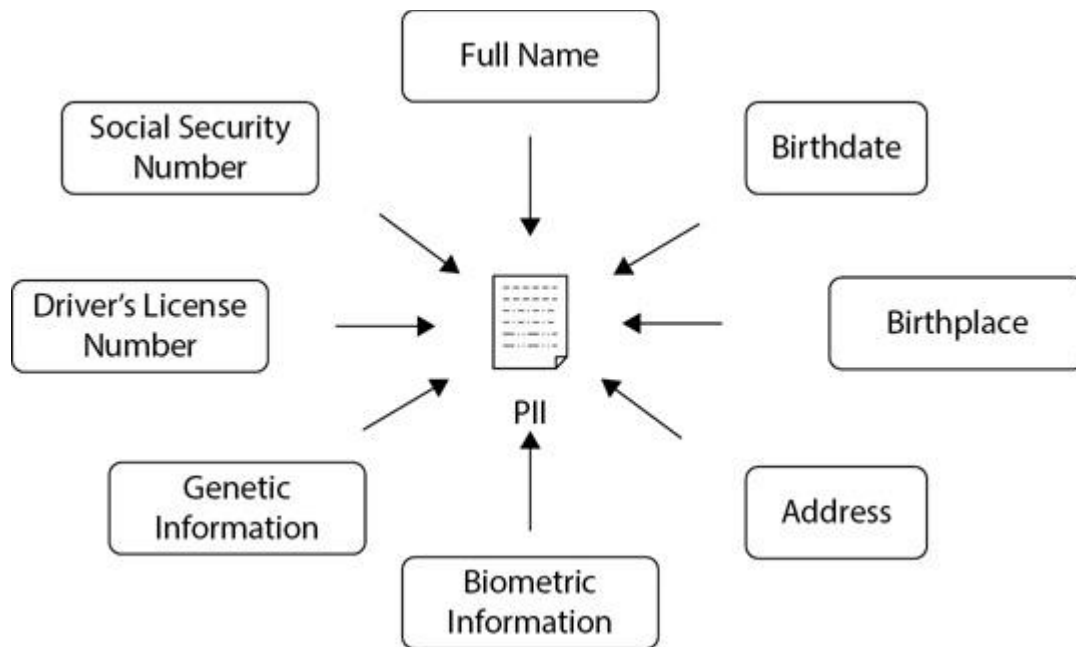 Full Name
Social Security
Number
Birthdate
Driver's License
Number
Birthplace
PII
Genetic
Information
Address
Biometric
Information